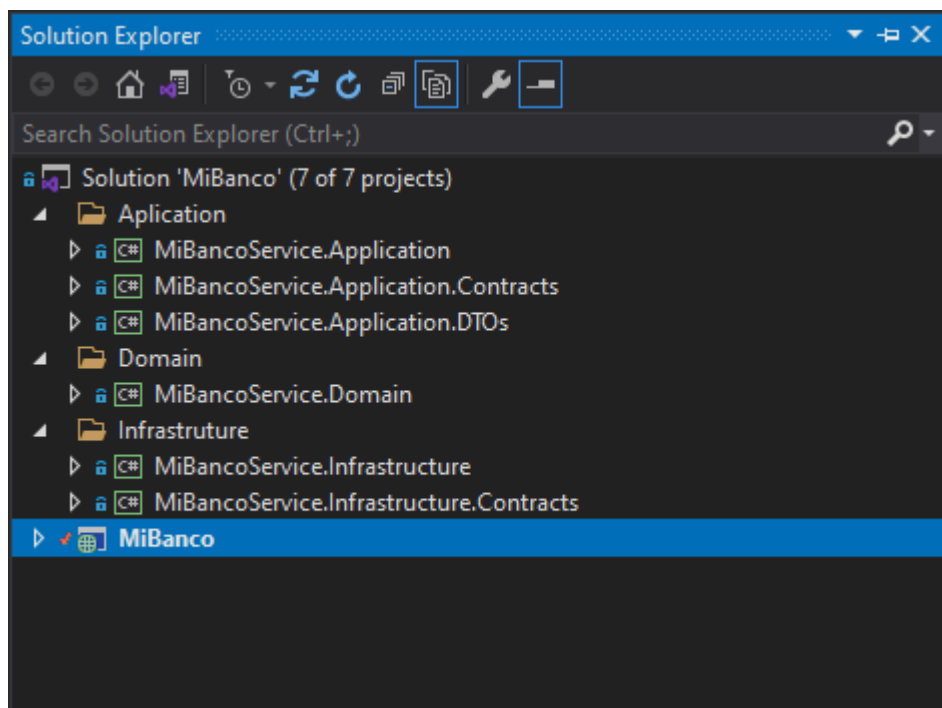 Solution Explorer
Search Solution Explorer (Ctrl+;)
Solution 'MiBanco' (7 of 7 projects)
Aplication
C# MiBancoService.Application
C# MiBancoService.Application.Contracts
C# MiBancoService.Application.DTOs
Domain
C# MiBancoService.Domain
Infrastruture
C# MiBancoService.Infrastructure
C# MiBancoService.Infrastructure.Contracts
MiBanco